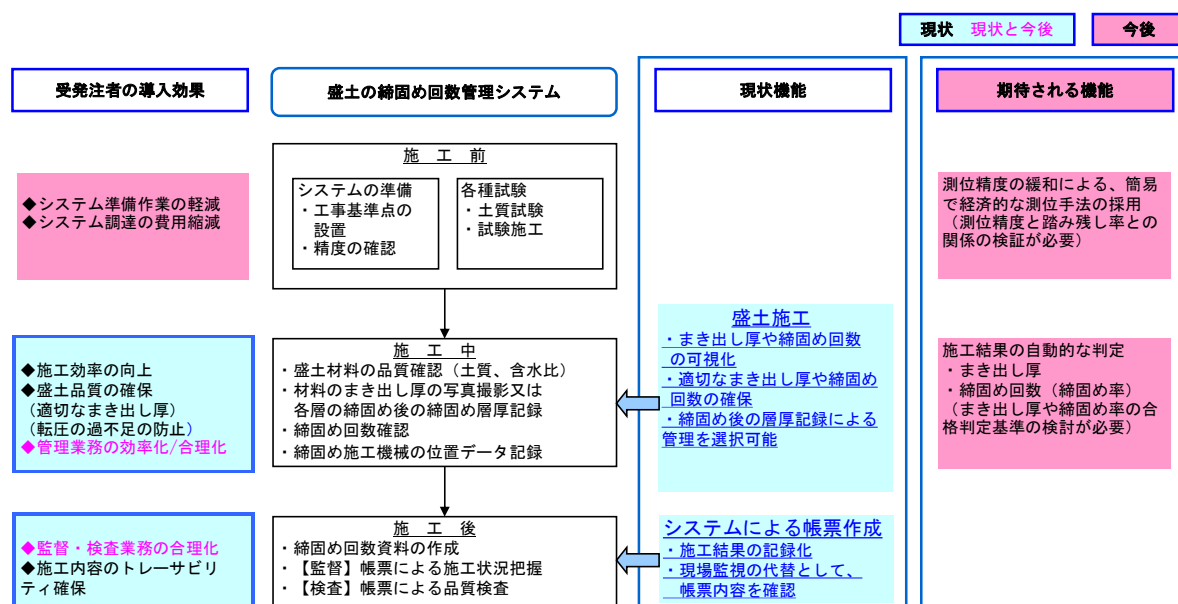 現状　現状と今後
今後
受発注者の導入効果
盛土の締固め回数管理システム
現状機能
期待される機能
◆システム準備作業の軽減
◆システム調達の費用縮減
施　工　前
システムの準備
・工事基準点の
設置
・精度の確認
各種試験
・土質試験
・試験施工
測位精度の緩和による、簡易
で経済的な測位手法の採用
（測位精度と踏み残し率との
関係の検証が必要）
◆施工効率の向上
◆盛土品質の確保
（適切なまき出し厚）
（転圧の過不足の防止）
◆管理業務の効率化/合理化
施　工　中
・盛土材料の品質確認（土質、含水比）
・材料のまき出し厚の写真撮影又は
各層の締固め後の締固め層厚記録
・締固め回数確認
・締固め施工機械の位置データ記録
盛土施工
・まき出し厚や締固め回数
の可視化
・適切なまき出し厚や締固め
回数の確保
・締固め後の層厚記録による
管理を選択可能
施工結果の自動的な判定
・まき出し厚
・締固め回数（締固め率）
（まき出し厚や締固め率の合
格判定基準の検討が必要）
◆監督・検査業務の合理化
◆施工内容のトレーサビリ
ティ確保
施　工　後
・締固め回数資料の作成
・【監督】帳票による施工状況把握
・【検査】帳票による品質検査
システムによる帳票作成
・施工結果の記録化
・現場監視の代替として、
帳票内容を確認